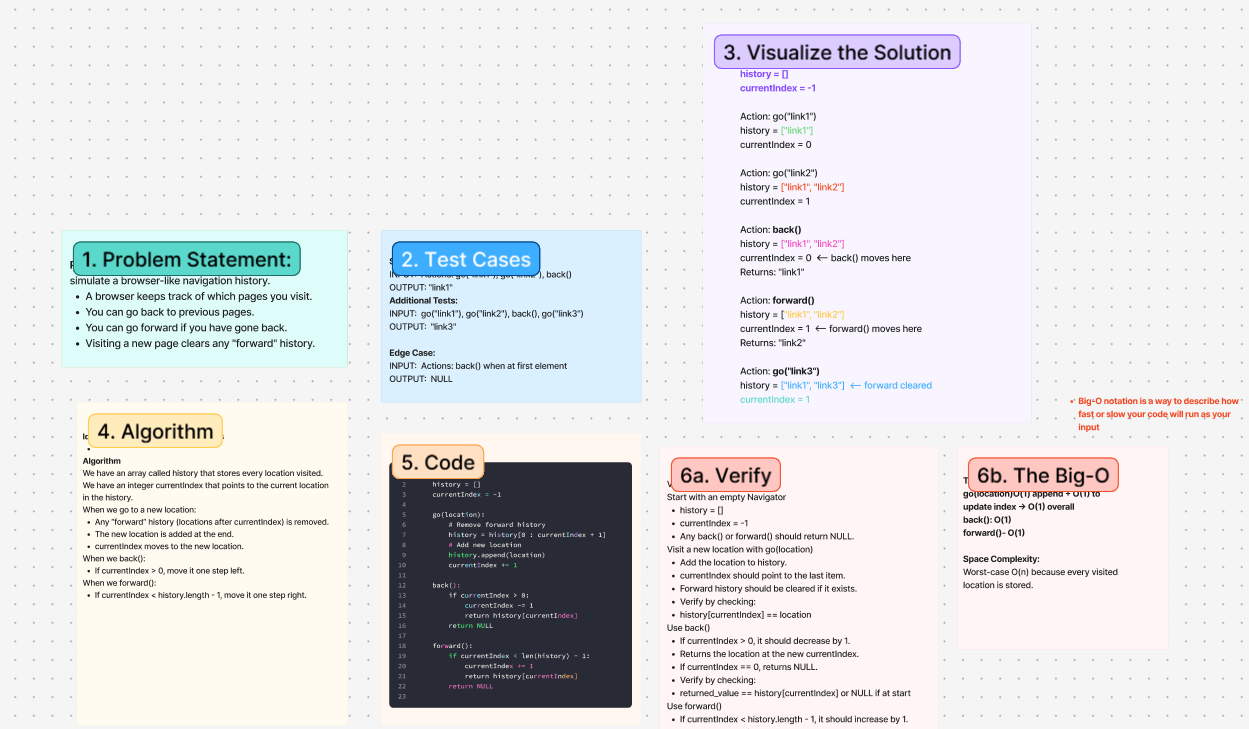 1. Problem Statement:
simulate a browser-like navigation history.
• A browser keeps track of which pages you visit.
• You can go back to previous pages.
• You can go forward if you have gone back.
• Visiting a new page clears any "forward" history.
2. Test Cases
back()
OUTPUT: "link1"
Additional Tests:
INPUT: go("link1"), go("link2"), back(), go("link3")
OUTPUT: "link3"
Edge Case:
INPUT: Actions: back() when at first element
OUTPUT: NULL
3. Visualize the Solution
history = []
currentIndex = -1
Action: go("link1")
history = ["link1"]
currentIndex = 0
Action: go("link2")
history = ["link1", "link2"]
currentIndex = 1
Action: back()
history = ["link1", "link2"]
currentIndex = 0 <-- back() moves here
Returns: "link1"
Action: forward()
history = ["link1", "link2"]
currentIndex = 1 <-- forward() moves here
Returns: "link2"
Action: go("link3")
history = ["link1", "link3"] <-- forward cleared
currentIndex = 1
4. Algorithm
Algorithm
We have an array called history that stores every location visited.
We have an integer currentIndex that points to the current location
in the history.
When we go to a new location:
• Any "forward" history (locations after currentIndex) is removed.
• The new location is added at the end.
• currentIndex moves to the new location.
When we back():
• If currentIndex > 0, move it one step left.
When we forward():
• If currentIndex < history.length - 1, move it one step right.
5. Code
2 history = []
3 currentIndex = -1
4
5 go(location):
6 # Remove forward history
7 history = history[0 : currentIndex + 1]
8 # Add new location
9 history.append(location)
10 currentIndex += 1
11
12 back():
13 if currentIndex > 0:
14 currentIndex -= 1
15 return history[currentIndex]
16 return NULL
17
18 forward():
19 if currentIndex < len(history) - 1:
20 currentIndex += 1
21 return history[currentIndex]
22 return NULL
23
6a. Verify
Start with an empty Navigator
• history = []
• currentIndex = -1
• Any back() or forward() should return NULL.
Visit a new location with go(location)
• Add the location to history.
• currentIndex should point to the last item.
• Forward history should be cleared if it exists.
• Verify by checking:
• history[currentIndex] == location
Use back()
• If currentIndex > 0, it should decrease by 1.
• Returns the location at the new currentIndex.
• If currentIndex == 0, returns NULL.
• Verify by checking:
• returned_value == history[currentIndex] or NULL if at start
Use forward()
• If currentIndex < history.length - 1, it should increase by 1.
6b. The Big-O
go(location)O(1) append + O(1) to
update index → O(1) overall
back(): O(1)
forward()- O(1)
Space Complexity:
Worst-case O(n) because every visited
location is stored.
• Big-O notation is a way to describe how
fast or slow your code will run as your
input